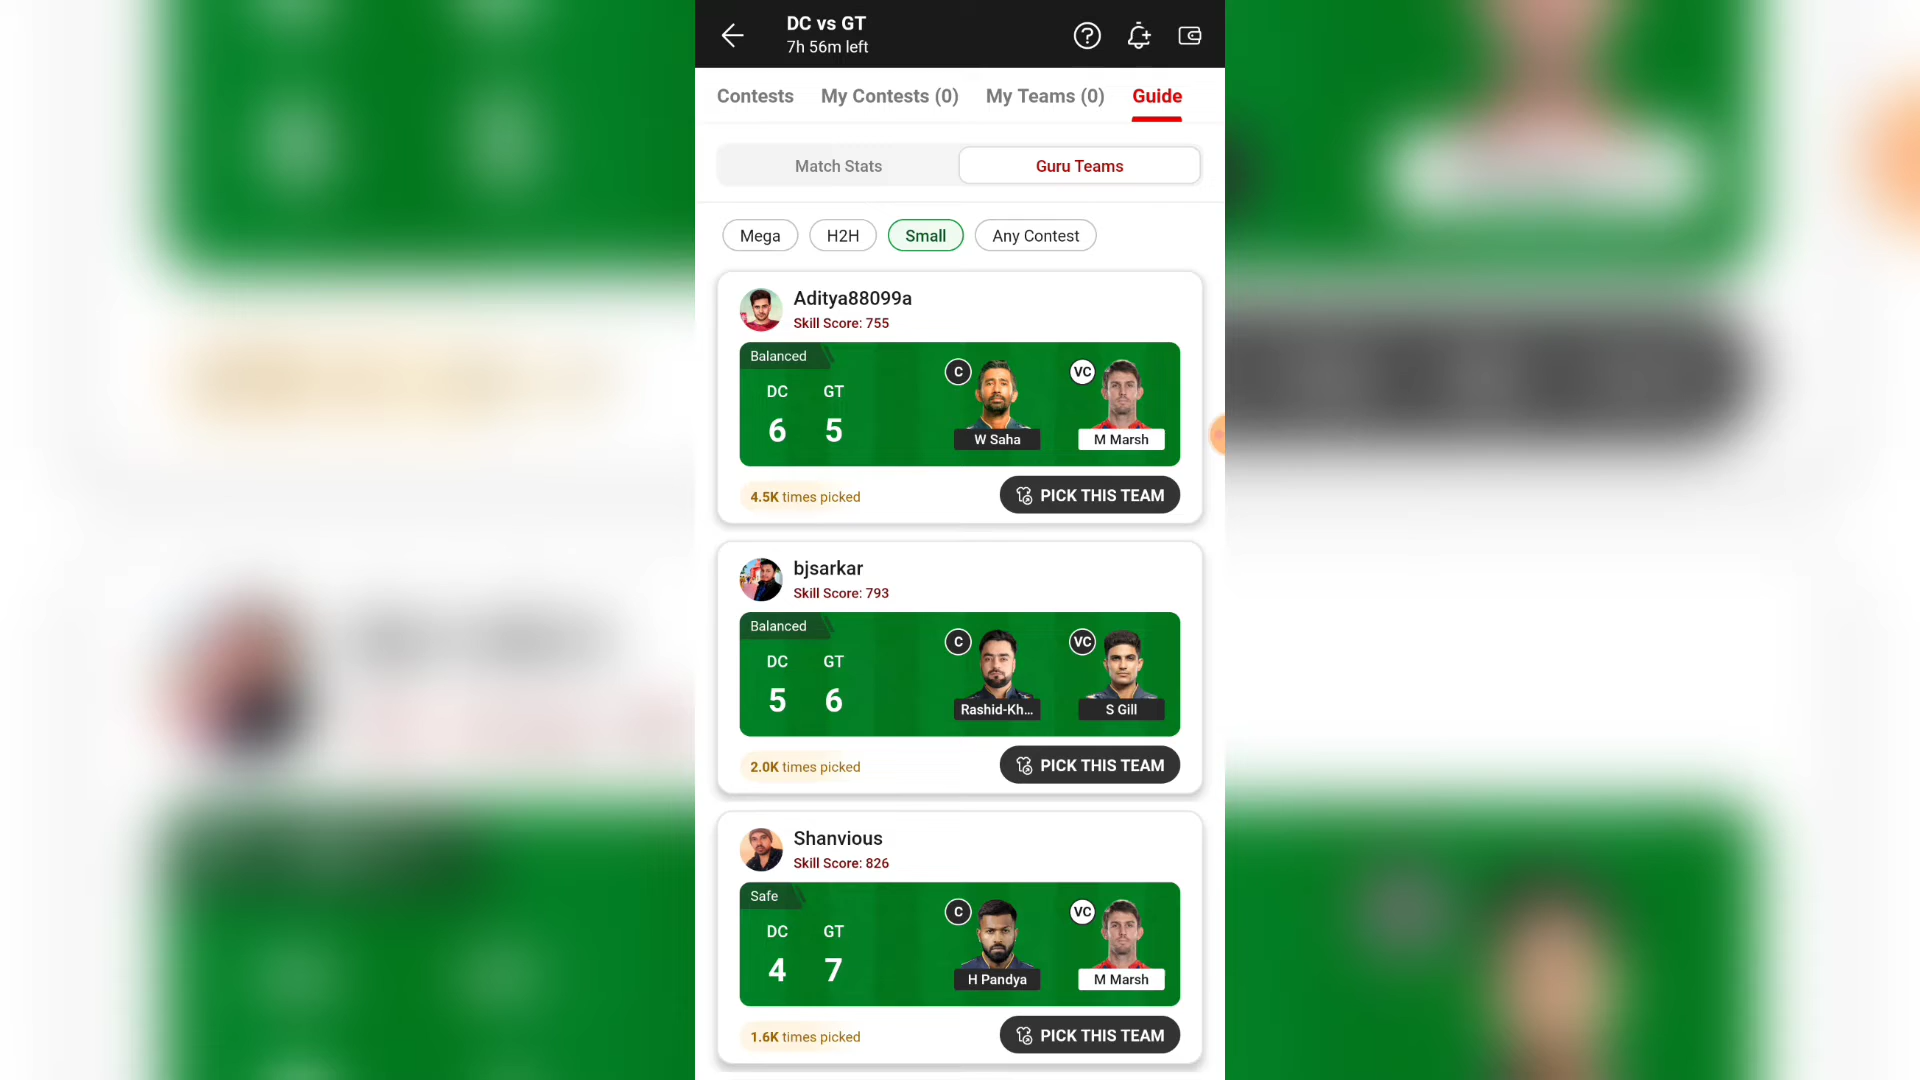 DC vs GT
7h 56m left
Contests My Contests (0) My Teams (0) Guide
Match Stats Guru Teams
Mega H2H Small Any Contest
Aditya88099a
Skill Score: 755
Balanced
DC GT
6 5
C VC
W Saha M Marsh
4.5K times picked PICK THIS TEAM
bjsarkar
Skill Score: 793
Balanced
DC GT
5 6
C VC
Rashid-Kh... S Gill
2.0K times picked PICK THIS TEAM
Shanvious
Skill Score: 826
Safe
DC GT
4 7
C VC
H Pandya M Marsh
1.6K times picked PICK THIS TEAM